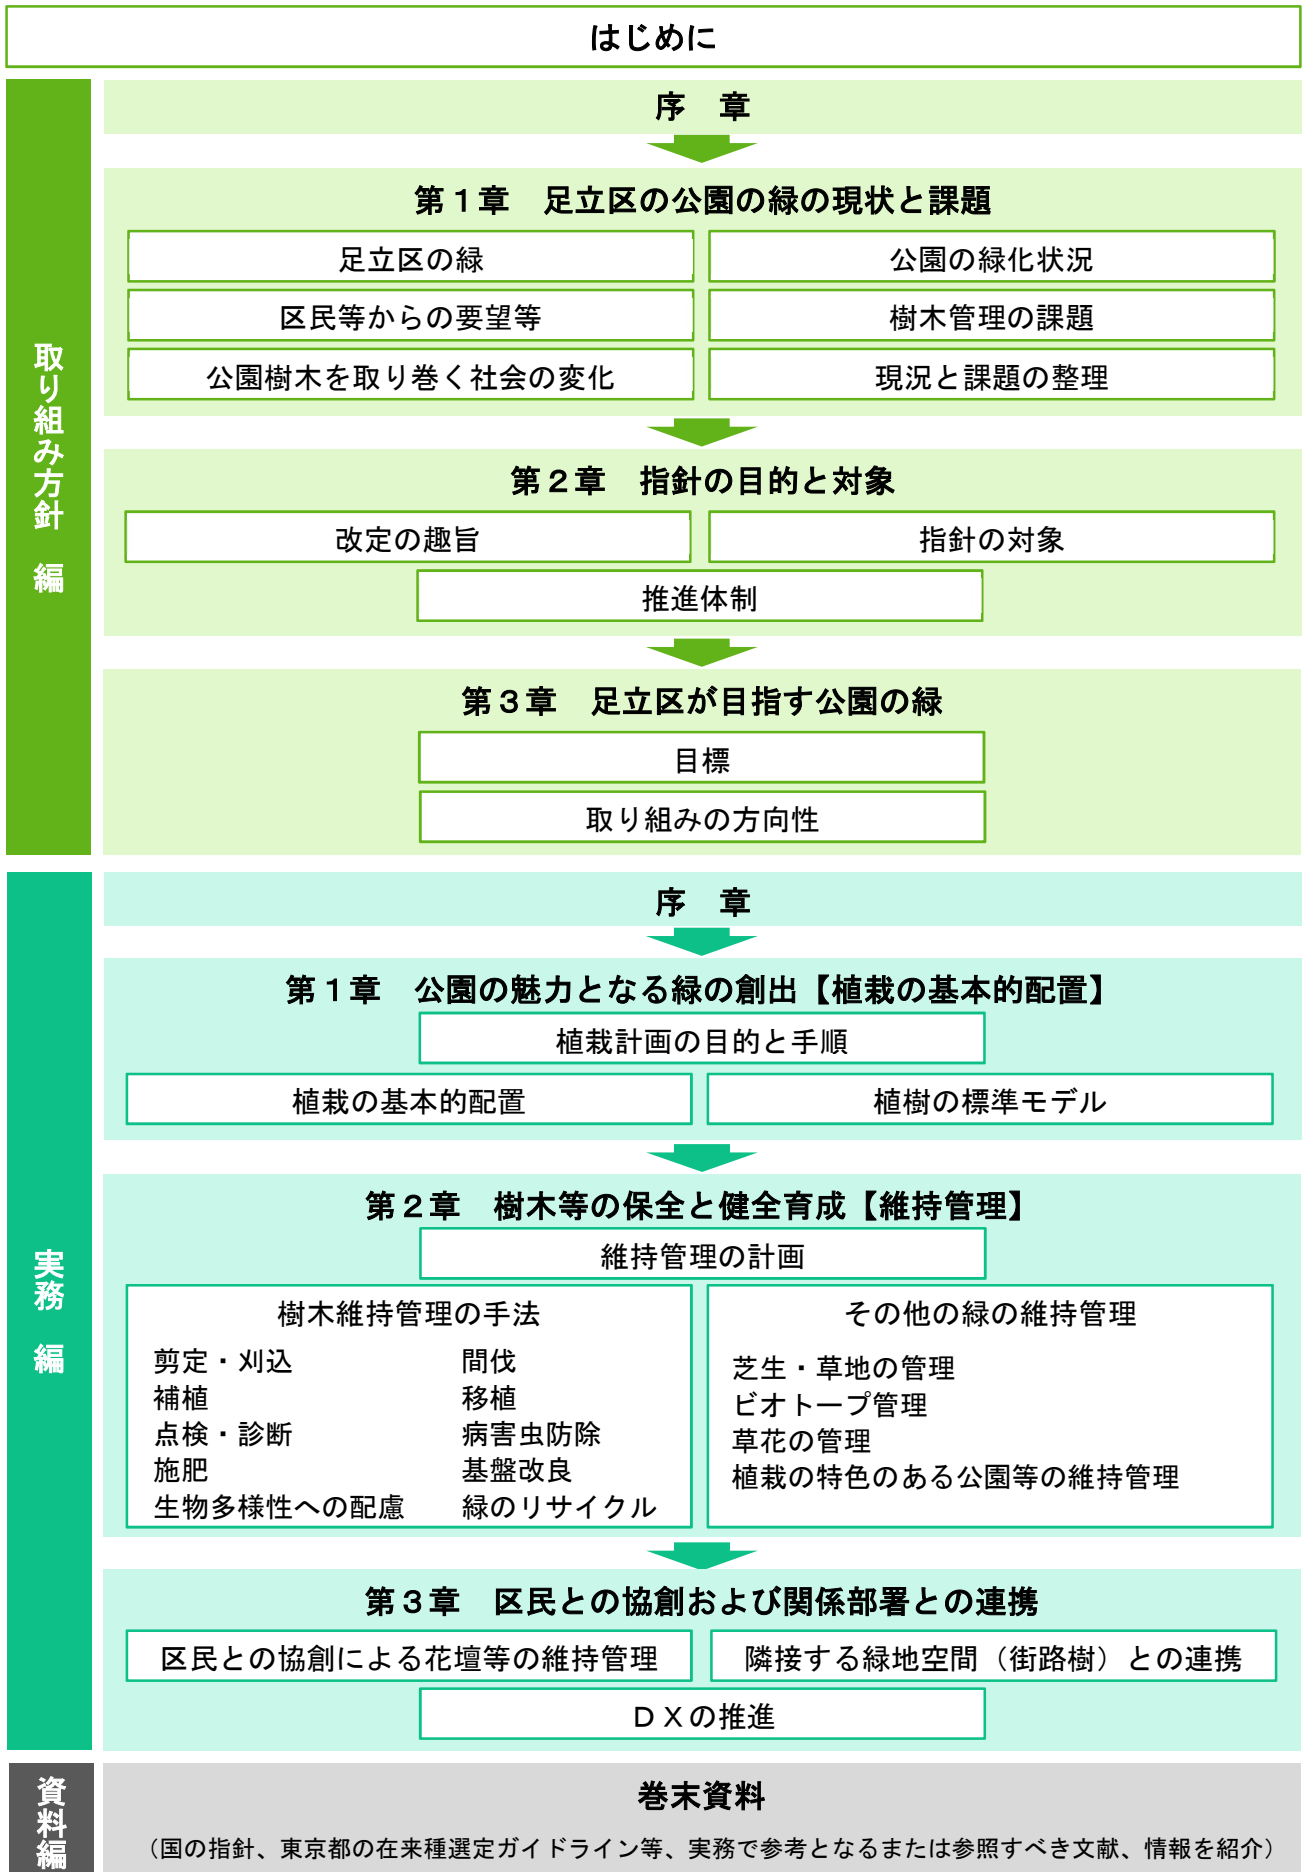 はじめに
取り組み方針　編
序　章
第１章　足立区の公園の緑の現状と課題
足立区の緑
公園の緑化状況
区民等からの要望等
樹木管理の課題
公園樹木を取り巻く社会の変化
現況と課題の整理
第２章　指針の目的と対象
改定の趣旨
指針の対象
推進体制
第３章　足立区が目指す公園の緑
目標
取り組みの方向性
実務　編
序　章
第１章　公園の魅力となる緑の創出【植栽の基本的配置】
植栽計画の目的と手順
植栽の基本的配置
植樹の標準モデル
第２章　樹木等の保全と健全育成【維持管理】
維持管理の計画
樹木維持管理の手法
剪定・刈込
間伐
補植
移植
点検・診断
病害虫防除
施肥
基盤改良
生物多様性への配慮
緑のリサイクル
その他の緑の維持管理
芝生・草地の管理
ビオトープ管理
草花の管理
植栽の特色のある公園等の維持管理
第３章　区民との協創および関係部署との連携
区民との協創による花壇等の維持管理
隣接する緑地空間（街路樹）との連携
ＤＸの推進
資料編
巻末資料
（国の指針、東京都の在来種選定ガイドライン等、実務で参考となるまたは参照すべき文献、情報を紹介）